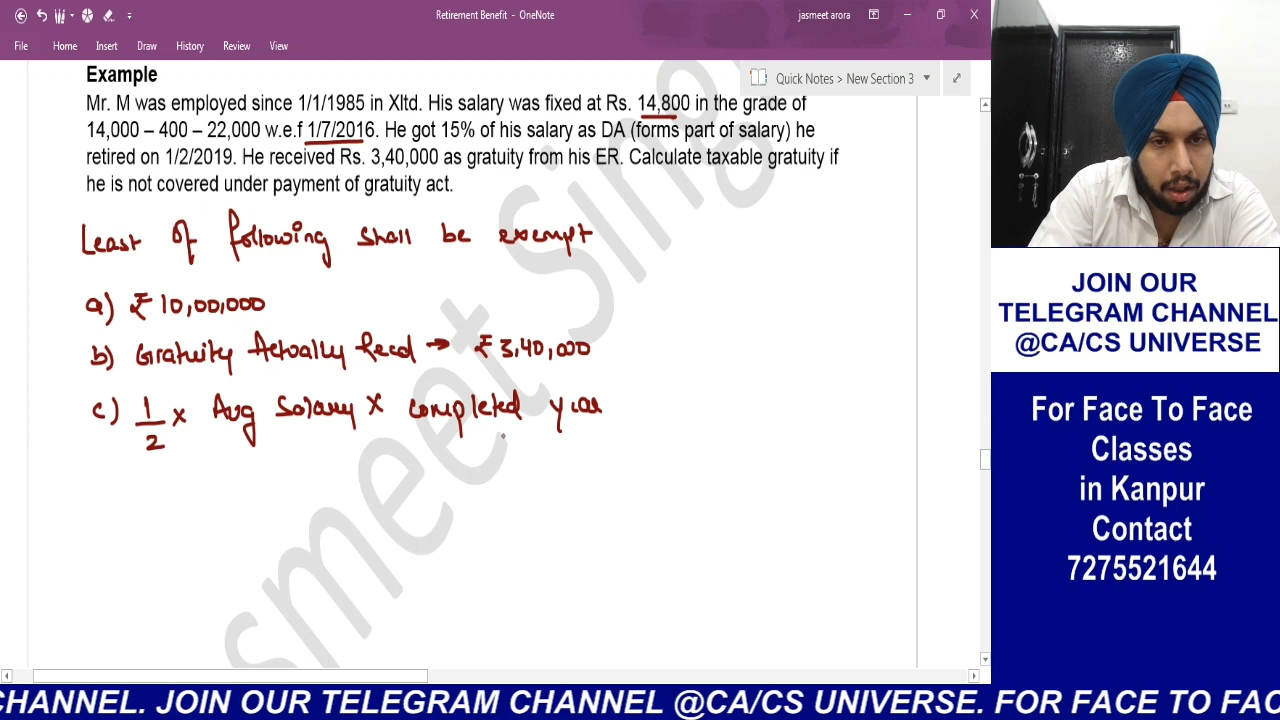 Retirement Benefit - OneNote
jasmeet arora
File Home Insert Draw History Review View
Quick Notes > New Section 3
Example
Mr. M was employed since 1/1/1985 in Xltd. His salary was fixed at Rs. 14,800 in the grade of
14,000 – 400 – 22,000 w.e.f 1/7/2016. He got 15% of his salary as DA (forms part of salary) he
retired on 1/2/2019. He received Rs. 3,40,000 as gratuity from his ER. Calculate taxable gratuity if
he is not covered under payment of gratuity act.
Least of following shall be exempt
a) ₹ 10,00,000
b) Gratuity Actually Recd → ₹ 3,40,000
c) 1/2 × Avg Salary × completed year
smeet Sing
JOIN OUR
TELEGRAM CHANNEL
@CA/CS UNIVERSE
For Face To Face
Classes
in Kanpur
Contact
7275521644
CHANNEL. JOIN OUR TELEGRAM CHANNEL @CA/CS UNIVERSE. FOR FACE TO FAC